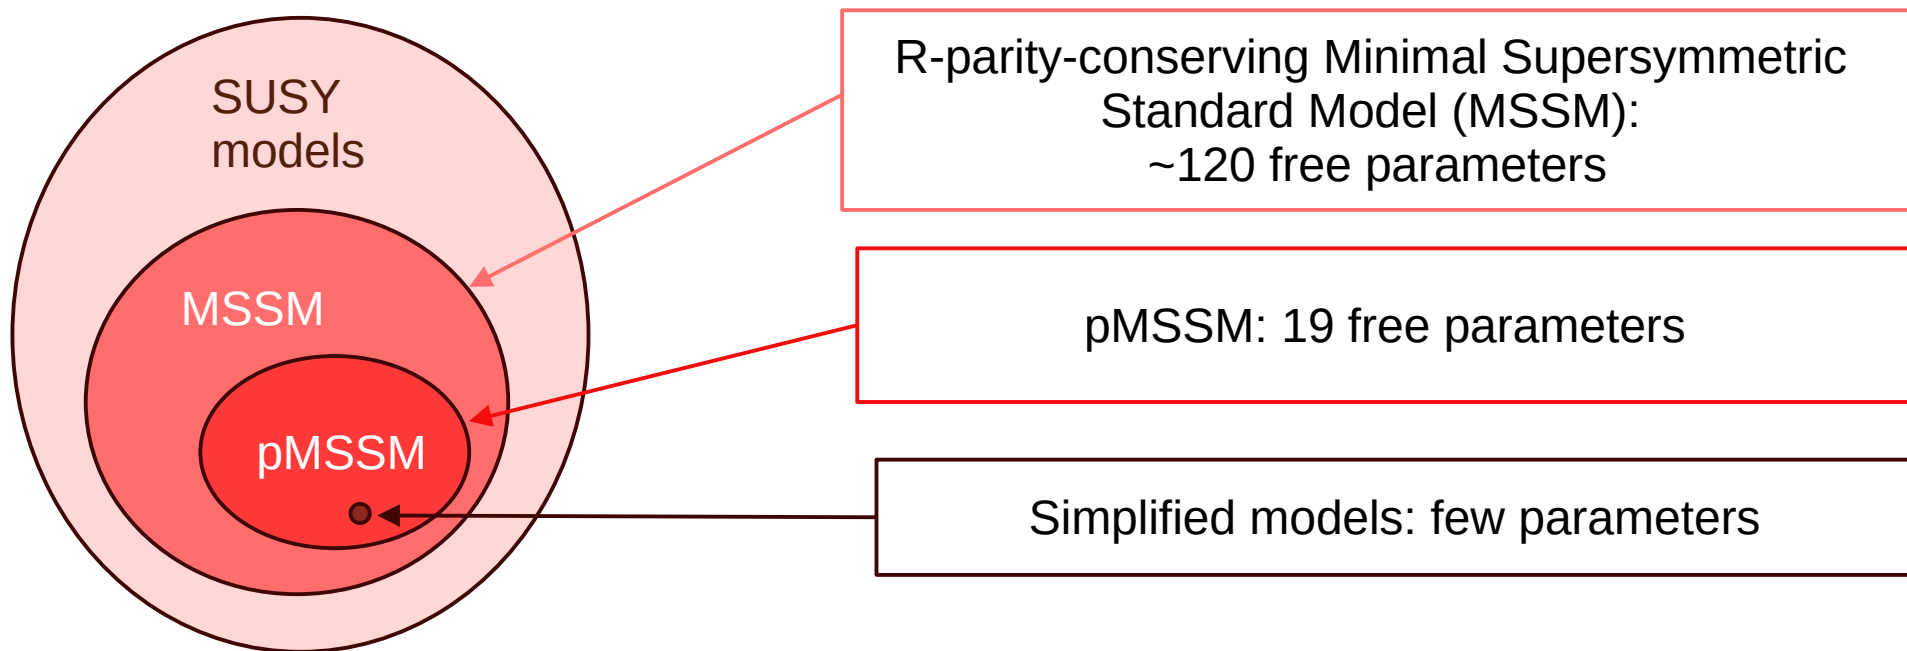 SUSY
models
MSSM
pMSSM
R-parity-conserving Minimal Supersymmetric
Standard Model (MSSM):
~120 free parameters
pMSSM: 19 free parameters
Simplified models: few parameters